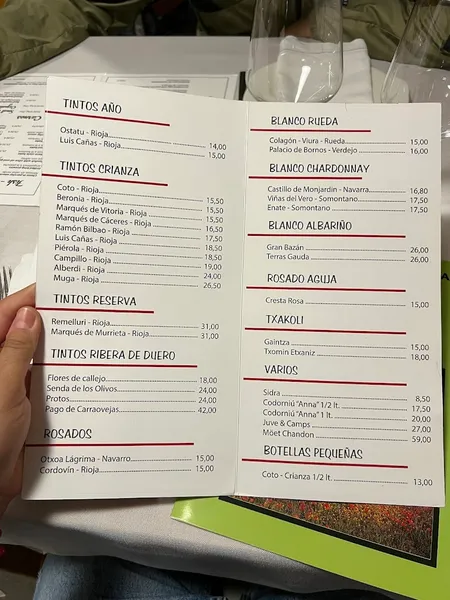 TINTOS AÑO
Ostatu - Rioja 14,00
Luis Cañas - Rioja 15,00
TINTOS CRIANZA
Coto - Rioja 15,50
Beronia - Rioja 15,50
Marqués de Vitoria - Rioja 15,50
Marqués de Cáceres - Rioja 15,50
Ramón Bilbao - Rioja 16,50
Luis Cañas - Rioja 17,50
Piérola - Rioja 18,50
Campillo - Rioja 19,00
Alberdi - Rioja 24,00
Muga - Rioja 26,50
TINTOS RESERVA
Remelluri - Rioja 31,00
Marqués de Murrieta - Rioja 31,00
TINTOS RIBERA DE DUERO
Flores de callejo 18,00
Senda de los Olivos 24,00
Protos 24,00
Pago de Carraovejas 42,00
ROSADOS
Otxoa Lágrima - Navarro 15,00
Cordovín - Rioja 15,00
BLANCO RUEDA
Colagón - Viura - Rueda 15,00
Palacio de Bornos - Verdejo 16,00
BLANCO CHARDONNAY
Castillo de Monjardin - Navarra 16,80
Viñas del Vero - Somontano 17,50
Enate - Somontano 17,50
BLANCO ALBARIÑO
Gran Bazán 26,00
Terras Gauda 26,00
ROSADO AGUJA
Cresta Rosa 15,00
TXAKOLI
Gaintza 15,00
Txomin Etxaniz 18,00
VARIOS
Sidra 8,50
Codorniú "Anna" 1/2 lt. 17,50
Codorniú "Anna" 1 lt. 20,00
Juve & Camps 27,00
Möet Chandon 59,00
BOTELLAS PEQUEÑAS
Coto - Crianza 1/2 lt. 13,00